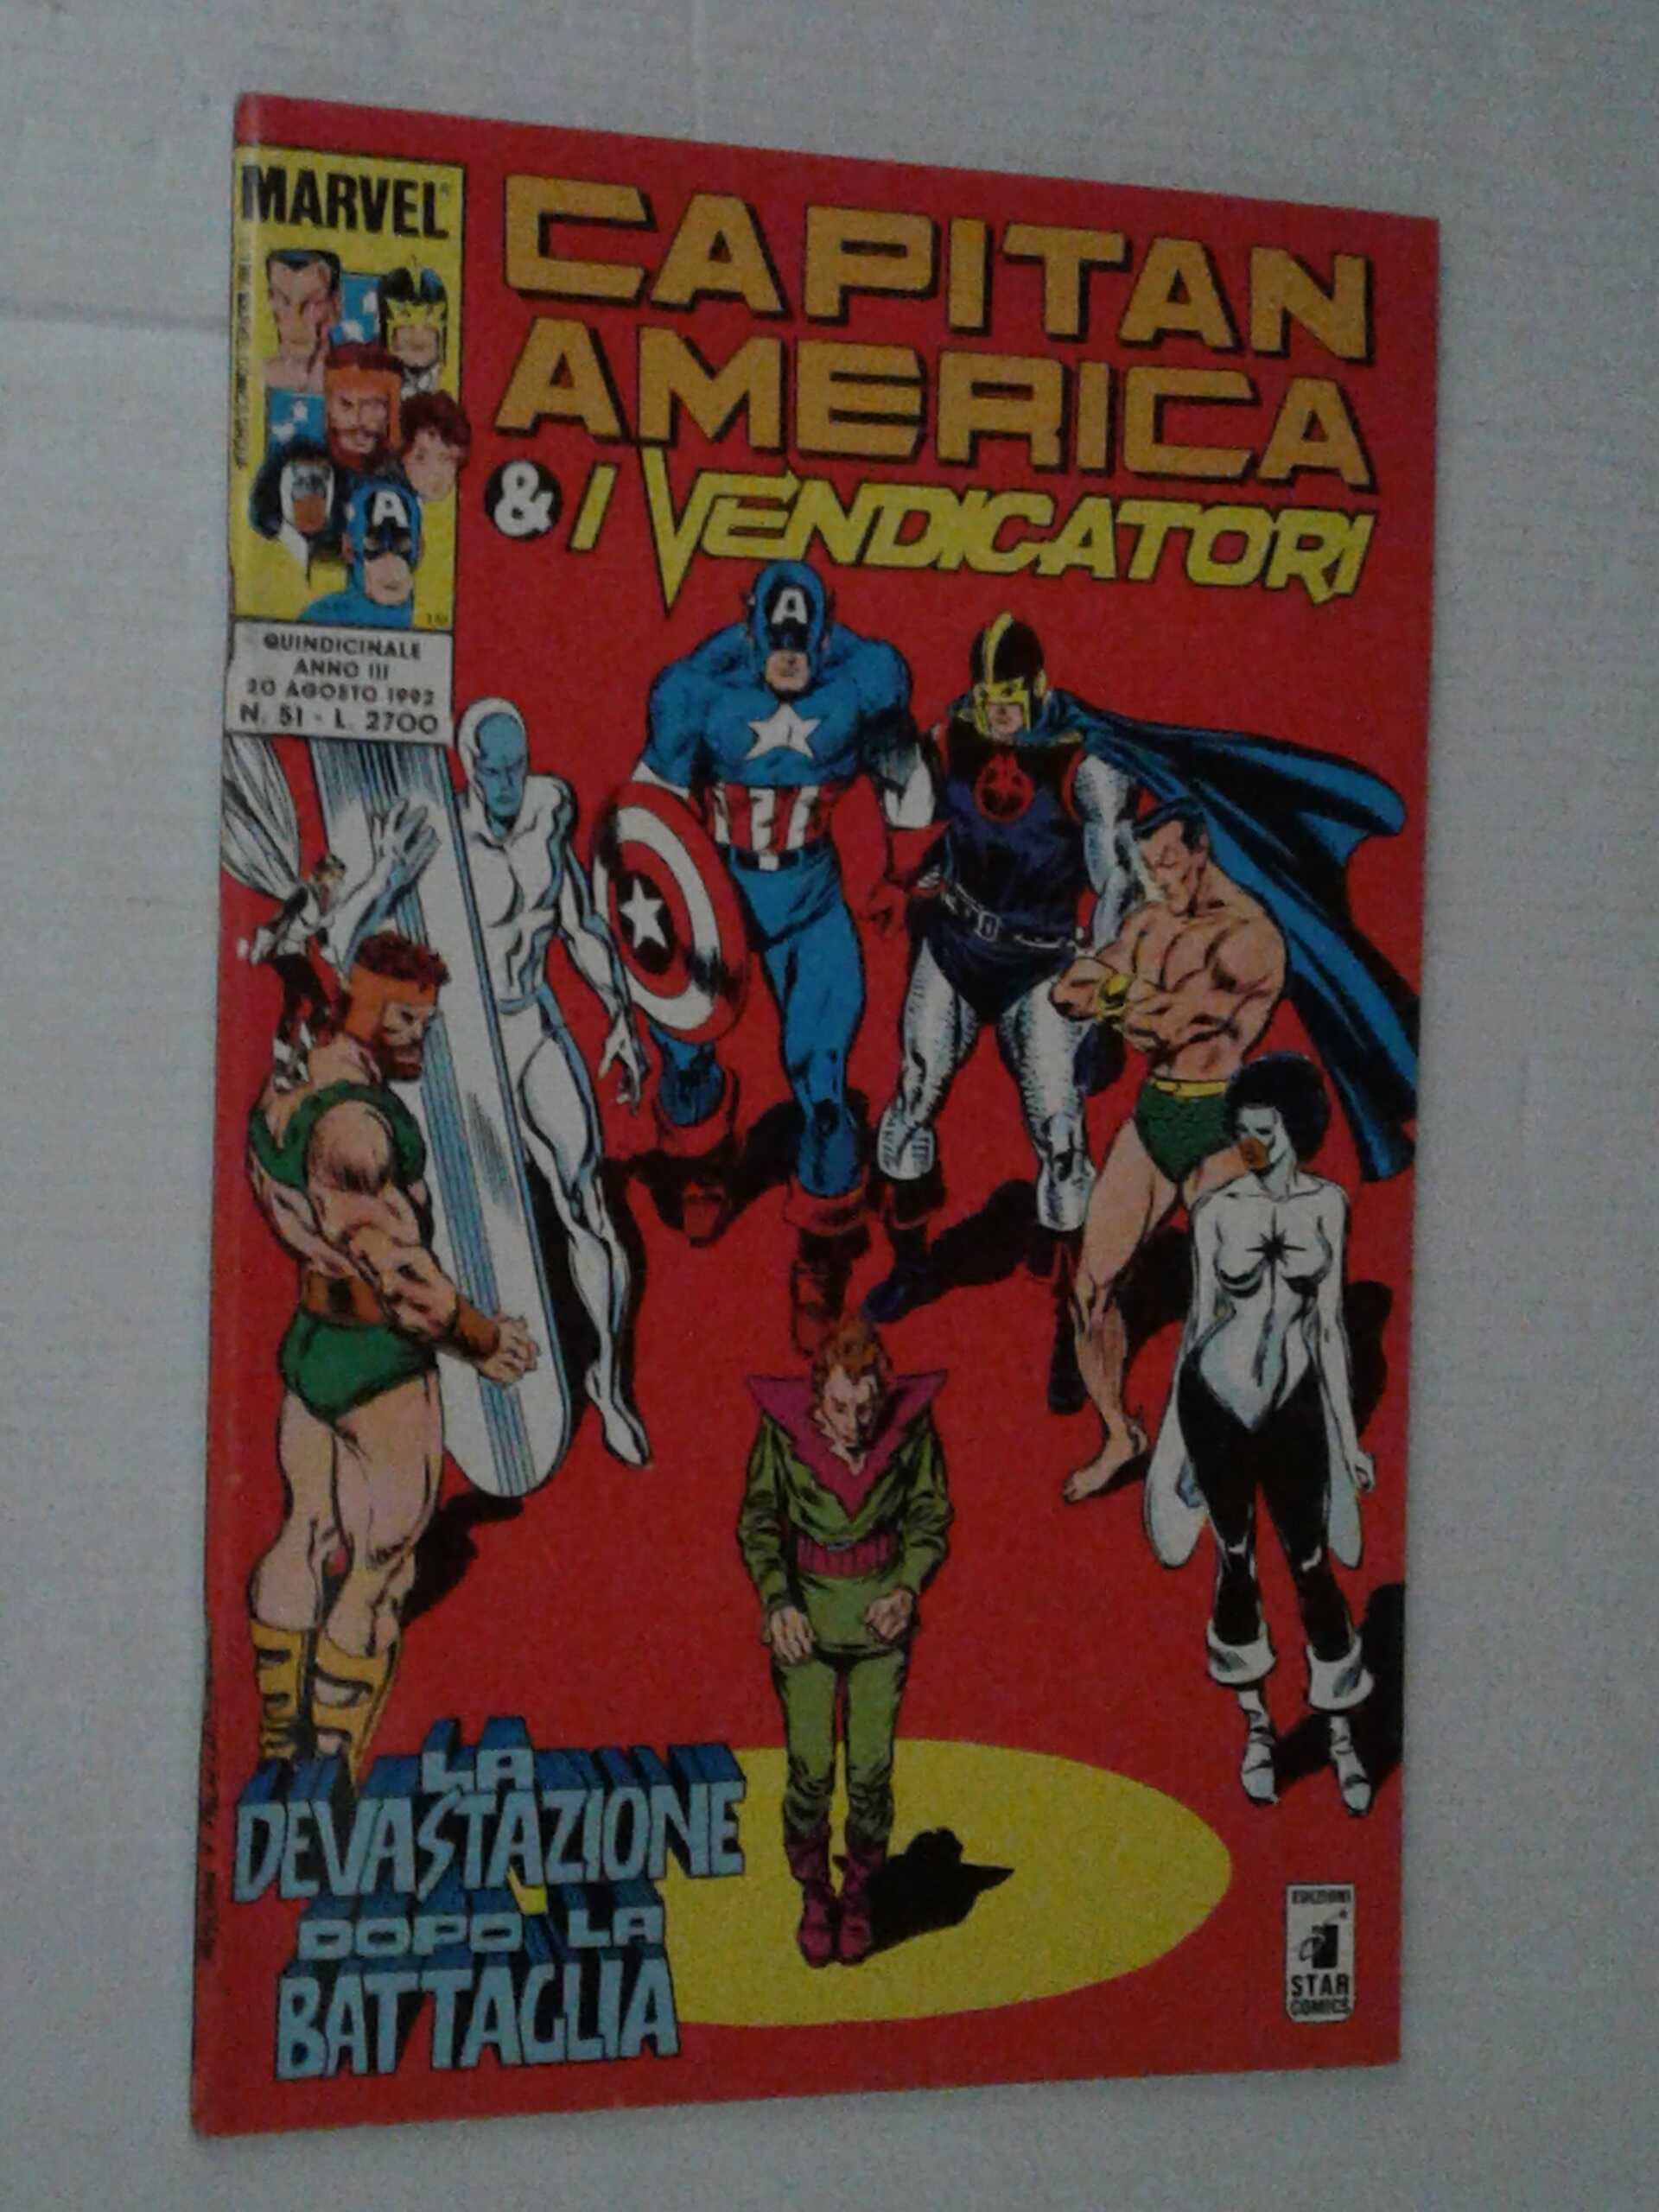 MARVEL
CAPITAN
AMERICA
& I VENDICATORI
QUINDICINALE
ANNO III
20 AGOSTO 1992
N. 51 - L. 2700
A
A
LA
DEVASTAZIONE
DOPO LA
BATTAGLIA
EDIZIONI
STAR
COMICS